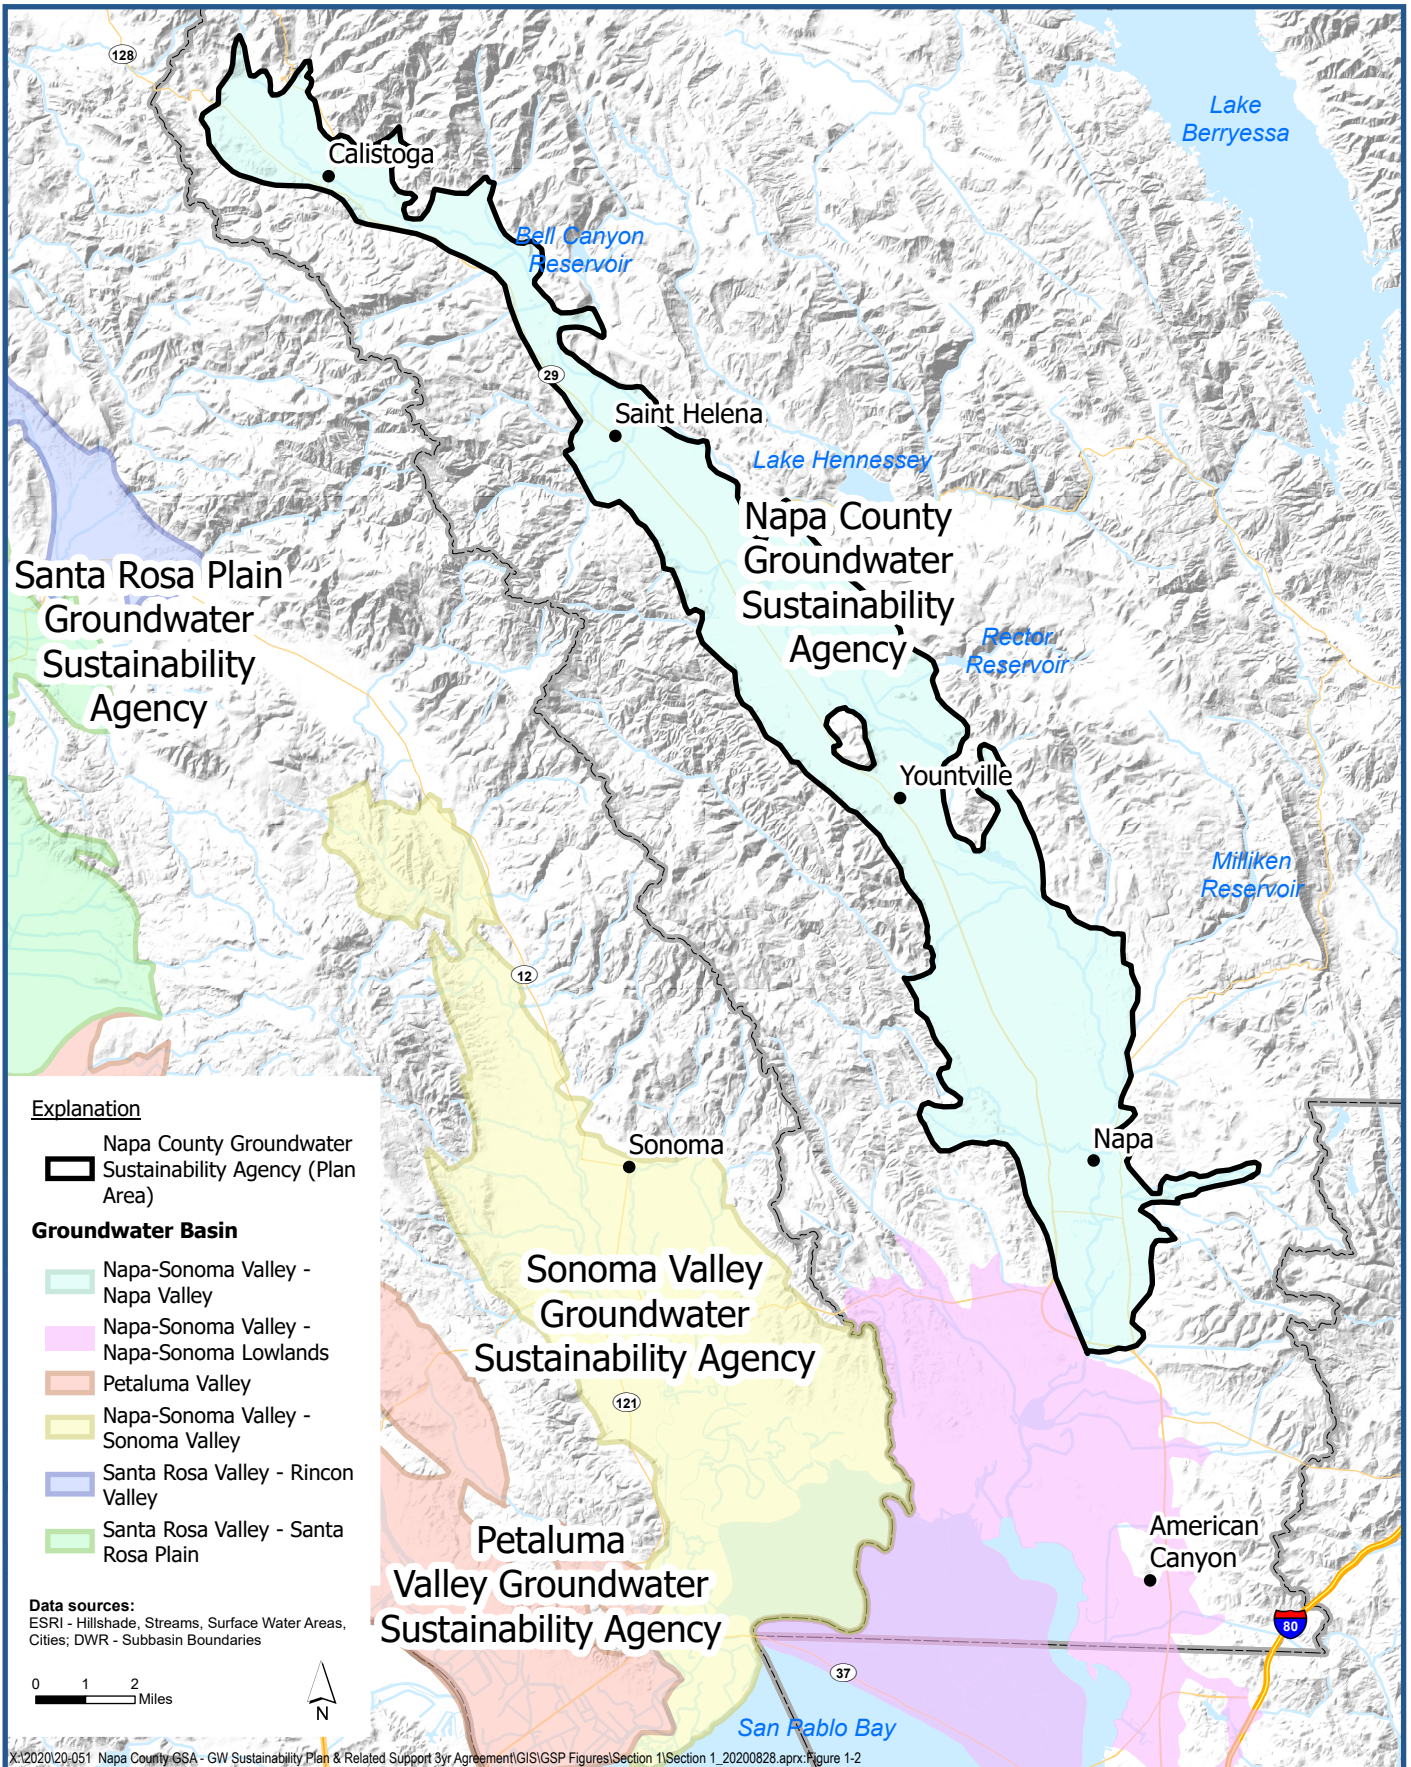 128
Lake
Berryessa
Calistoga
Bell Canyon
Reservoir
29
Saint Helena
Lake Hennessey
Napa County
Groundwater
Sustainability
Agency
Santa Rosa Plain
Groundwater
Sustainability
Agency
Rector
Reservoir
Yountville
Milliken
Reservoir
12
Napa
Sonoma
Sonoma Valley
Groundwater
Sustainability Agency
121
Petaluma
Valley Groundwater
Sustainability Agency
American
Canyon
80
37
San Pablo Bay
Explanation
Napa County Groundwater
Sustainability Agency (Plan
Area)
Groundwater Basin
Napa-Sonoma Valley -
Napa Valley
Napa-Sonoma Valley -
Napa-Sonoma Lowlands
Petaluma Valley
Napa-Sonoma Valley -
Sonoma Valley
Santa Rosa Valley - Rincon
Valley
Santa Rosa Valley - Santa
Rosa Plain
Data sources:
ESRI - Hillshade, Streams, Surface Water Areas,
Cities; DWR - Subbasin Boundaries
0 1 2
Miles
N
X:\2020\20-051 Napa County GSA - GW Sustainability Plan & Related Support 3yr Agreement\GIS\GSP Figures\Section 1\Section 1_20200828.aprx:Figure 1-2